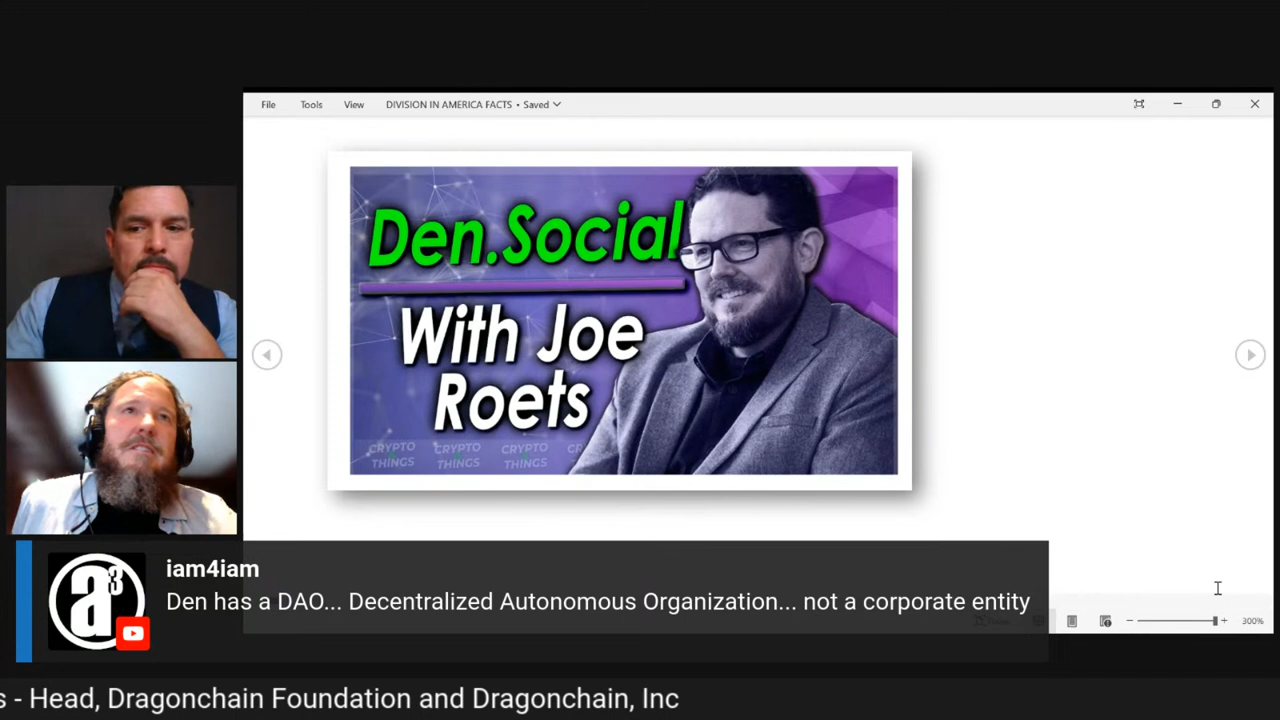 File Tools View DIVISION IN AMERICA FACTS • Saved
Den.Social
With Joe
Roets
CRYPTO CRYPTO CRYPTO
THINGS THINGS THINGS
a3
iam4iam
Den has a DAO... Decentralized Autonomous Organization... not a corporate entity
300%
s - Head, Dragonchain Foundation and Dragonchain, Inc